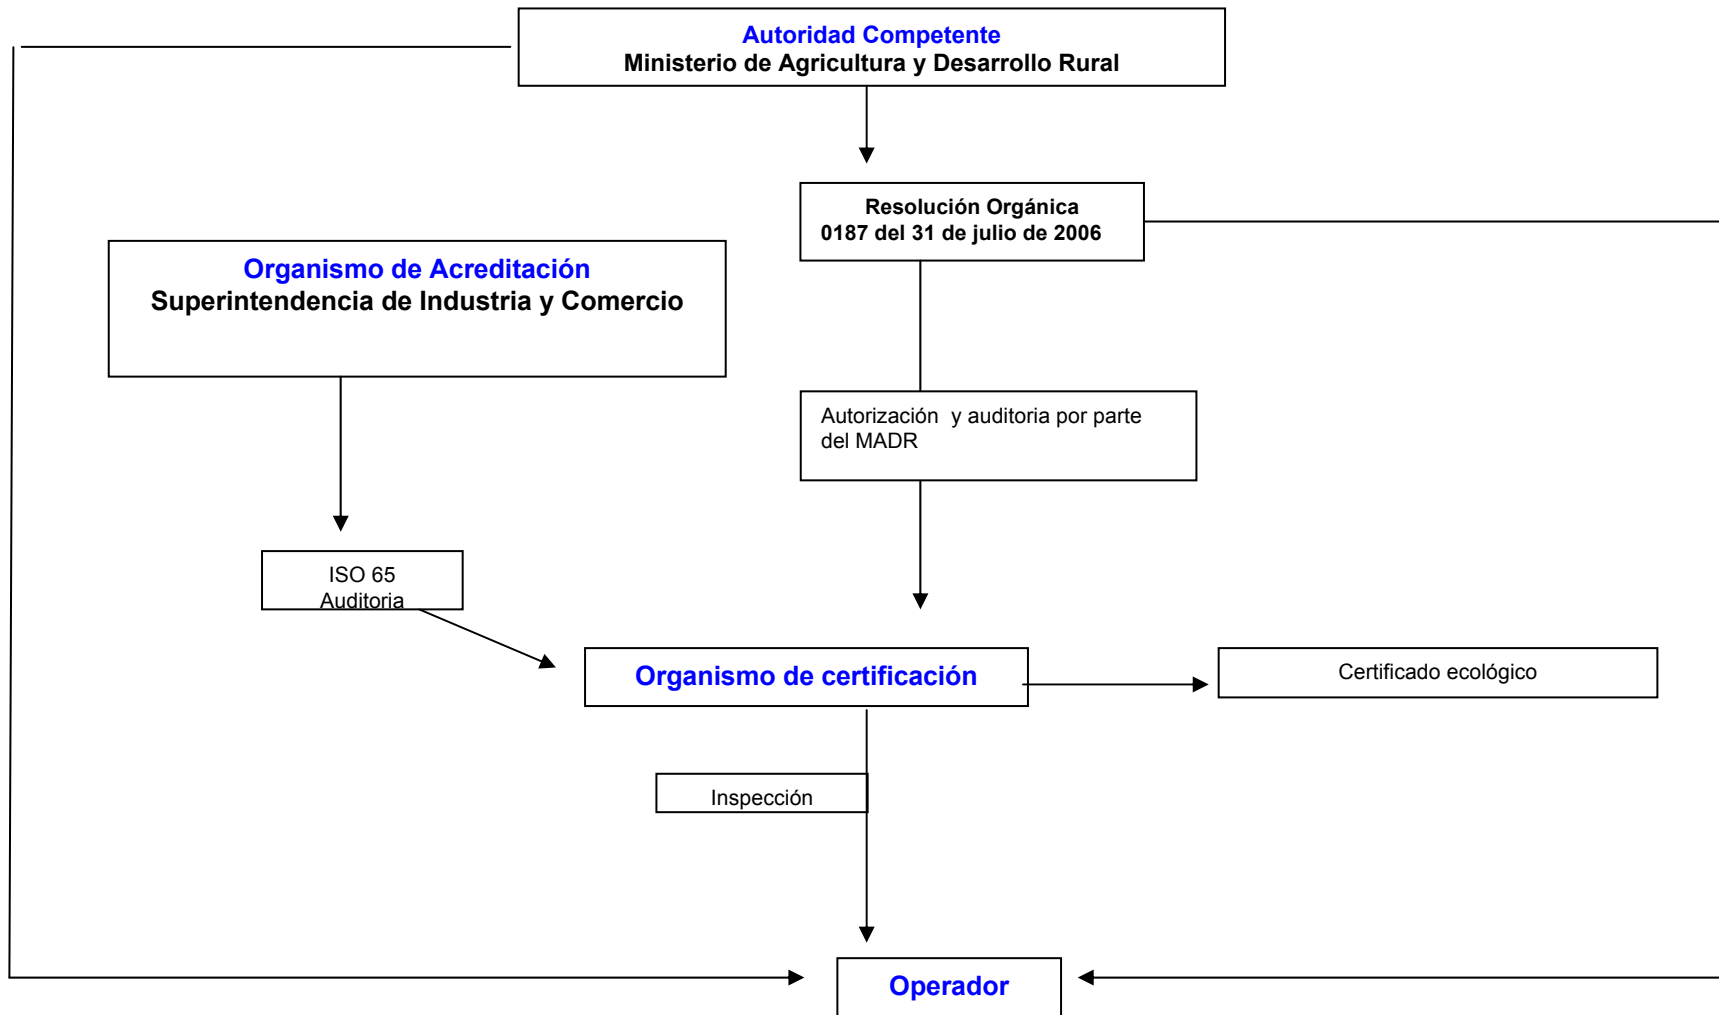 Autoridad Competente
Ministerio de Agricultura y Desarrollo Rural
Resolución Orgánica
0187 del 31 de julio de 2006
Organismo de Acreditación
Superintendencia de Industria y Comercio
Autorización y auditoria por parte
del MADR
ISO 65
Auditoria
Organismo de certificación
Certificado ecológico
Inspección
Operador